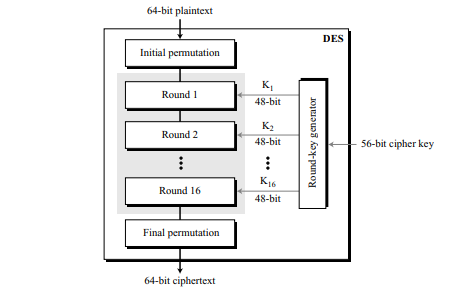 64-bit plaintext
DES
Initial permutation
Round 1
K1
48-bit
Round 2
K2
48-bit
Round 16
K16
48-bit
Round-key generator
56-bit cipher key
Final permutation
64-bit ciphertext